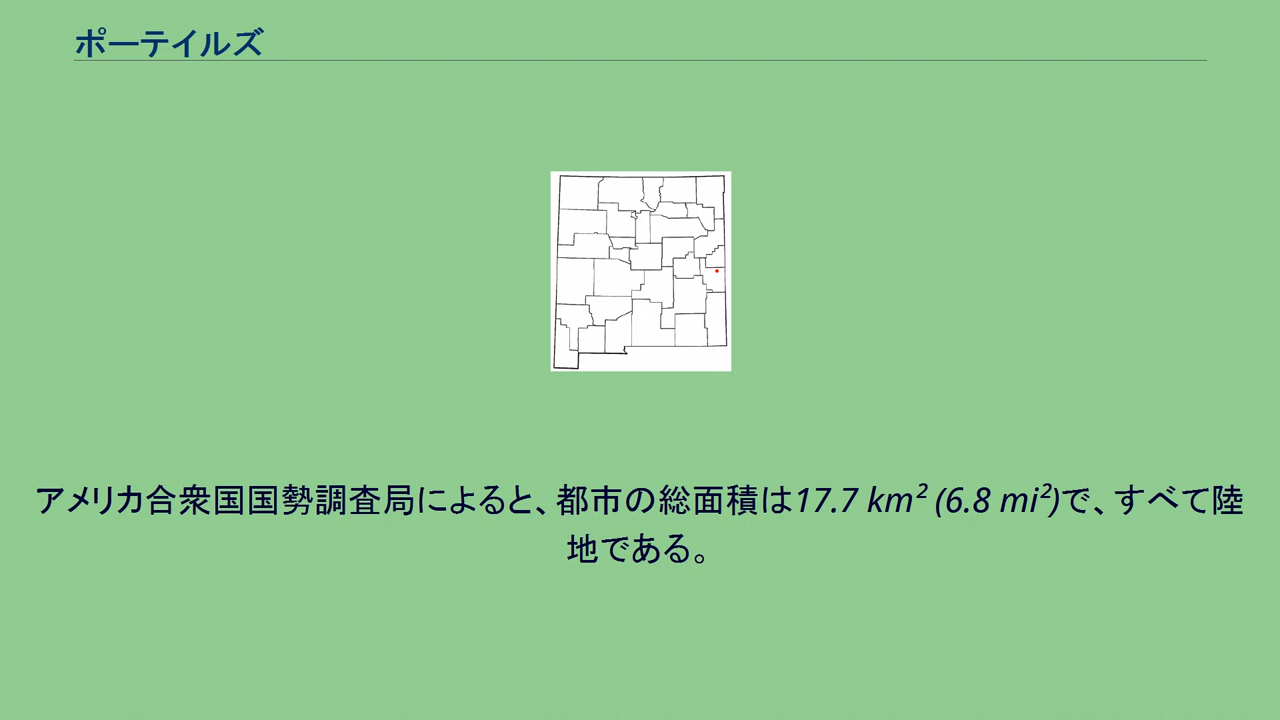 ポーテイルズ
アメリカ合衆国国勢調査局によると、都市の総面積は17.7 km² (6.8 mi²)で、すべて陸
地である。